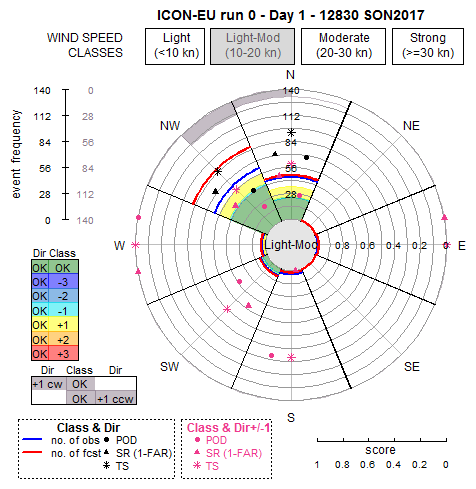 ICON-EU run 0 - Day 1 - 12830 SON2017
WIND SPEED CLASSES
Light (<10 kn)
Light-Mod (10-20 kn)
Moderate (20-30 kn)
Strong (>=30 kn)
event frequency
140 0
112 28
84 56
56 84
28 112
0 140
N
NE
E
SE
S
SW
W
NW
140
112
84
56
28
Light-Mod
0.8 0.6 0.4 0.2 0
Dir Class
OK OK
OK -3
OK -2
OK -1
OK +1
OK +2
OK +3
Dir Class Dir
+1 cw OK
OK +1 ccw
Class & Dir
no. of obs POD
no. of fcst SR (1-FAR)
TS
Class & Dir+/-1
POD
SR (1-FAR)
TS
score
1 0.8 0.6 0.4 0.2 0